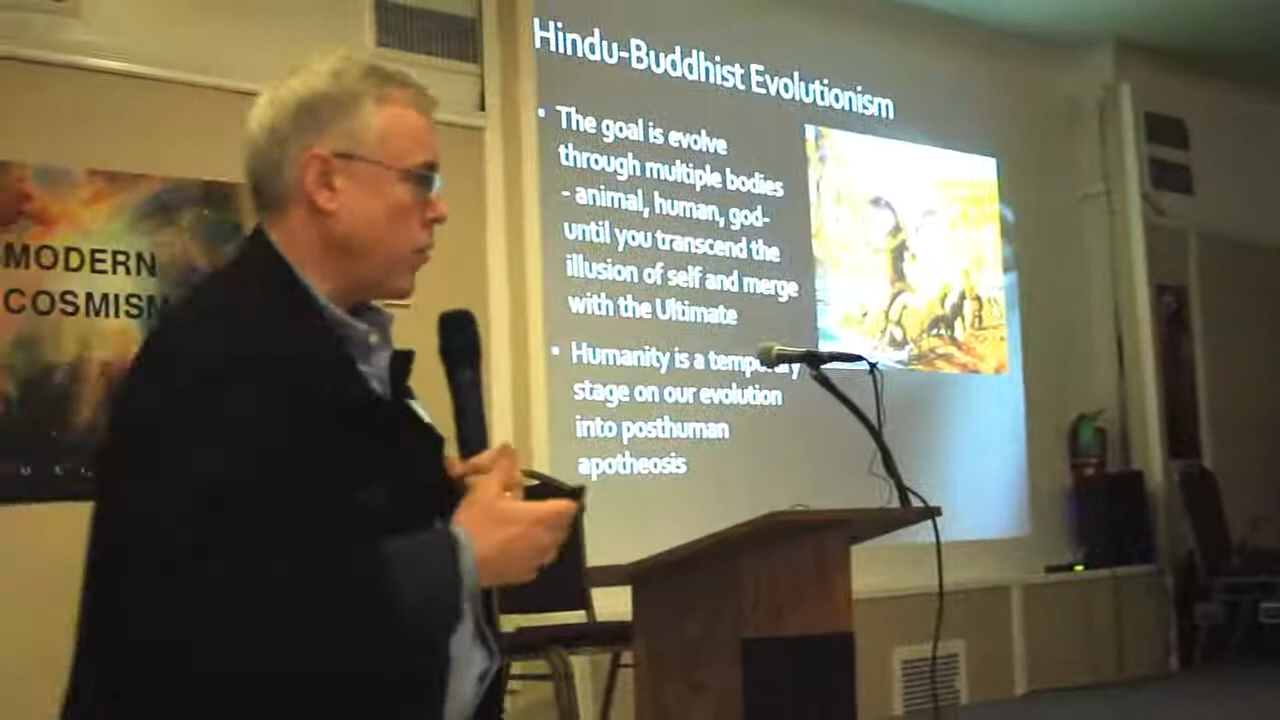 Hindu-Buddhist Evolutionism
• The goal is evolve
through multiple bodies
- animal, human, god-
until you transcend the
illusion of self and merge
with the Ultimate
• Humanity is a temporary
stage on our evolution
into posthuman
apotheosis
MODERN
COSMISM